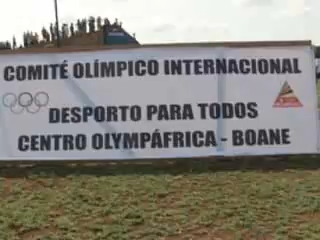 COMITÉ OLÍMPICO INTERNACIONAL
DESPORTO PARA TODOS
CENTRO OLYMPÁFRICA - BOANE